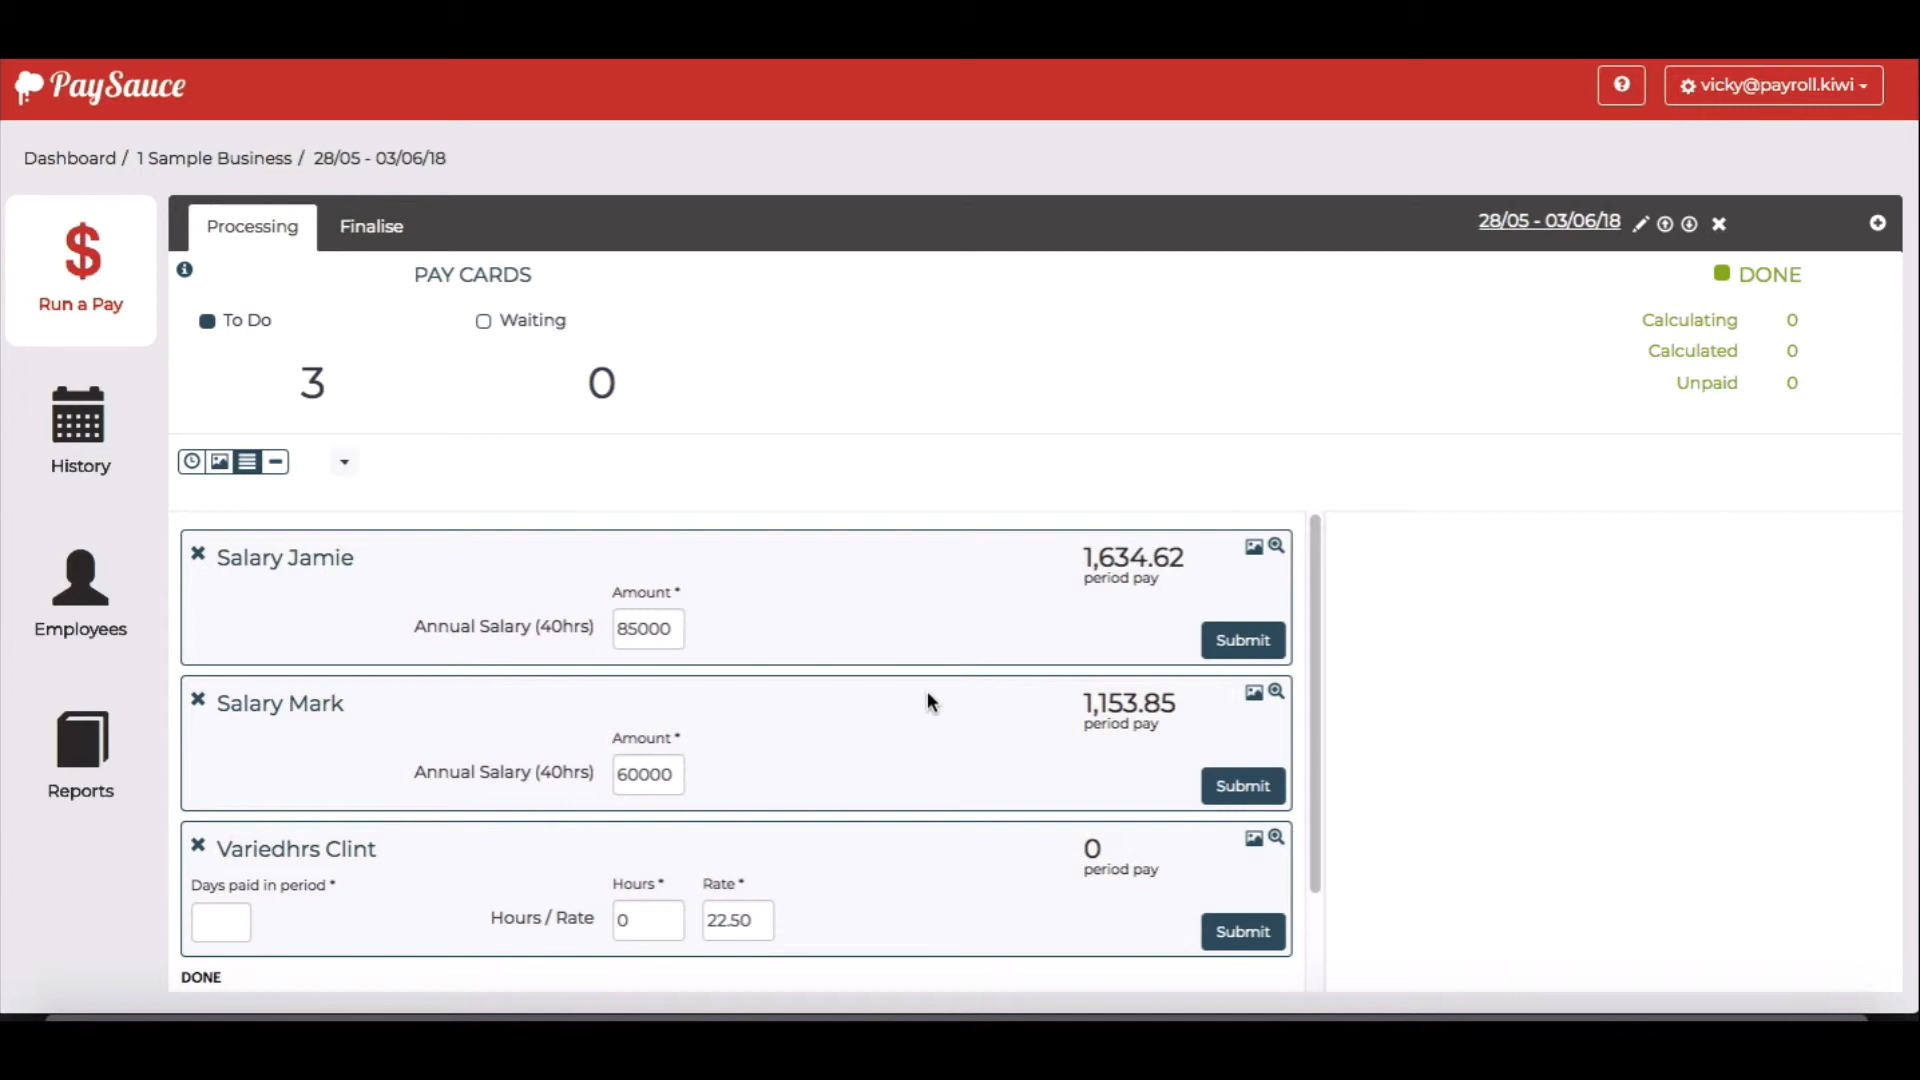 PaySauce
vicky@payroll.kiwi
Dashboard / 1 Sample Business / 28/05 - 03/06/18
Run a Pay
History
Employees
Reports
Processing
Finalise
28/05 - 03/06/18
PAY CARDS
DONE
To Do
Waiting
3
0
Calculating 0
Calculated 0
Unpaid 0
Salary Jamie
1,634.62
period pay
Amount *
Annual Salary (40hrs) 85000
Submit
Salary Mark
1,153.85
period pay
Amount *
Annual Salary (40hrs) 60000
Submit
Variedhrs Clint
0
period pay
Days paid in period *
Hours * Rate *
Hours / Rate 0 22.50
Submit
DONE